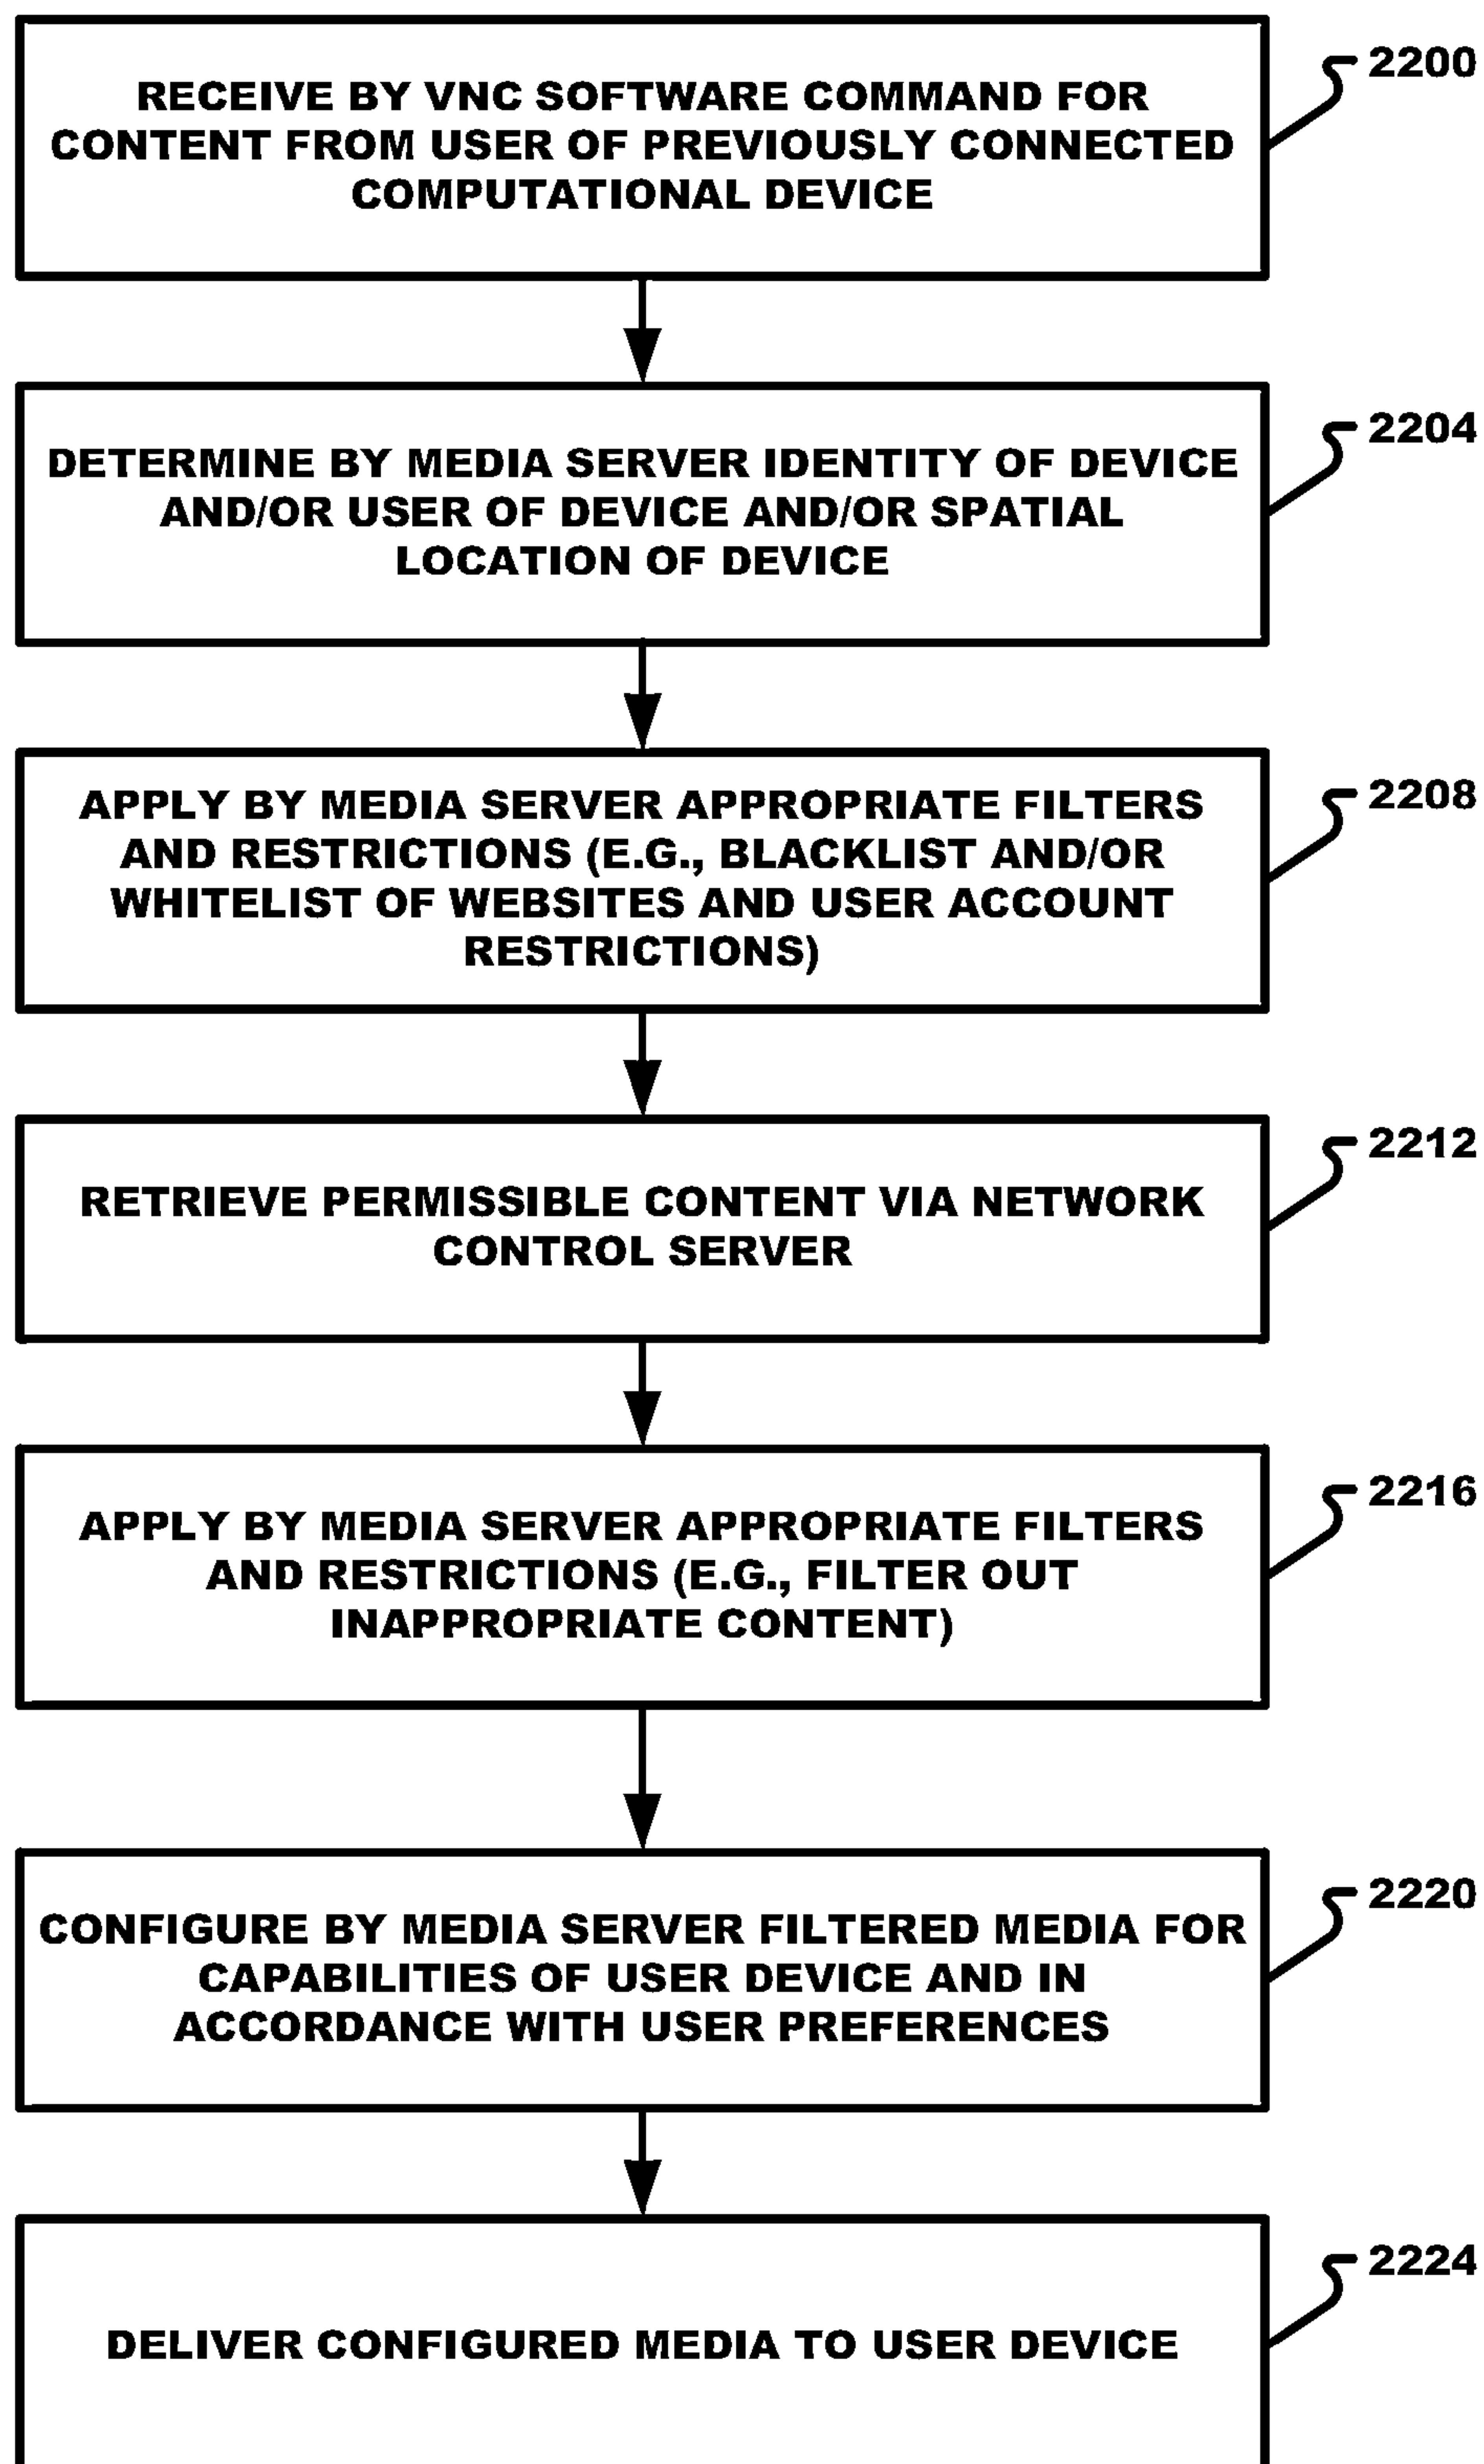 RECEIVE BY VNC SOFTWARE COMMAND FOR
CONTENT FROM USER OF PREVIOUSLY CONNECTED
COMPUTATIONAL DEVICE
2200
DETERMINE BY MEDIA SERVER IDENTITY OF DEVICE
AND/OR USER OF DEVICE AND/OR SPATIAL
LOCATION OF DEVICE
2204
APPLY BY MEDIA SERVER APPROPRIATE FILTERS
AND RESTRICTIONS (E.G., BLACKLIST AND/OR
WHITELIST OF WEBSITES AND USER ACCOUNT
RESTRICTIONS)
2208
RETRIEVE PERMISSIBLE CONTENT VIA NETWORK
CONTROL SERVER
2212
APPLY BY MEDIA SERVER APPROPRIATE FILTERS
AND RESTRICTIONS (E.G., FILTER OUT
INAPPROPRIATE CONTENT)
2216
CONFIGURE BY MEDIA SERVER FILTERED MEDIA FOR
CAPABILITIES OF USER DEVICE AND IN
ACCORDANCE WITH USER PREFERENCES
2220
DELIVER CONFIGURED MEDIA TO USER DEVICE
2224